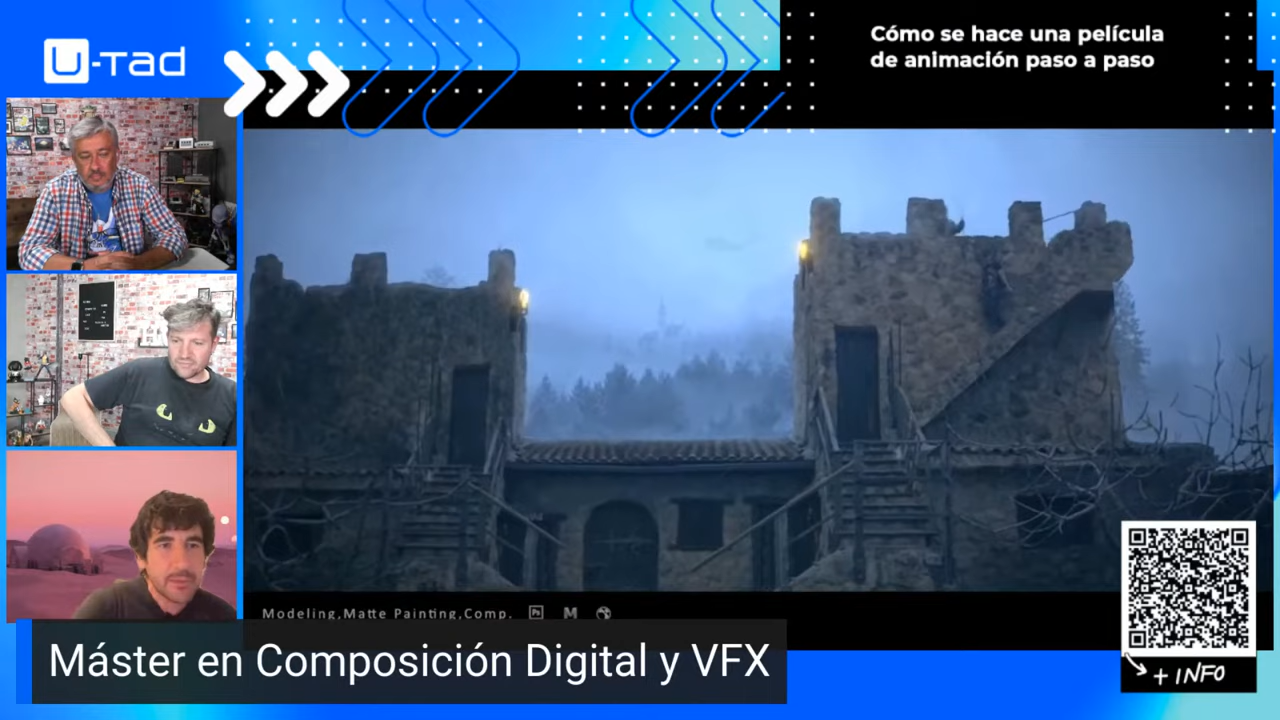 U-Tad
Cómo se hace una película
de animación paso a paso
Modeling,Matte Painting,Comp.
Ps
M
Máster en Composición Digital y VFX
+ INFO